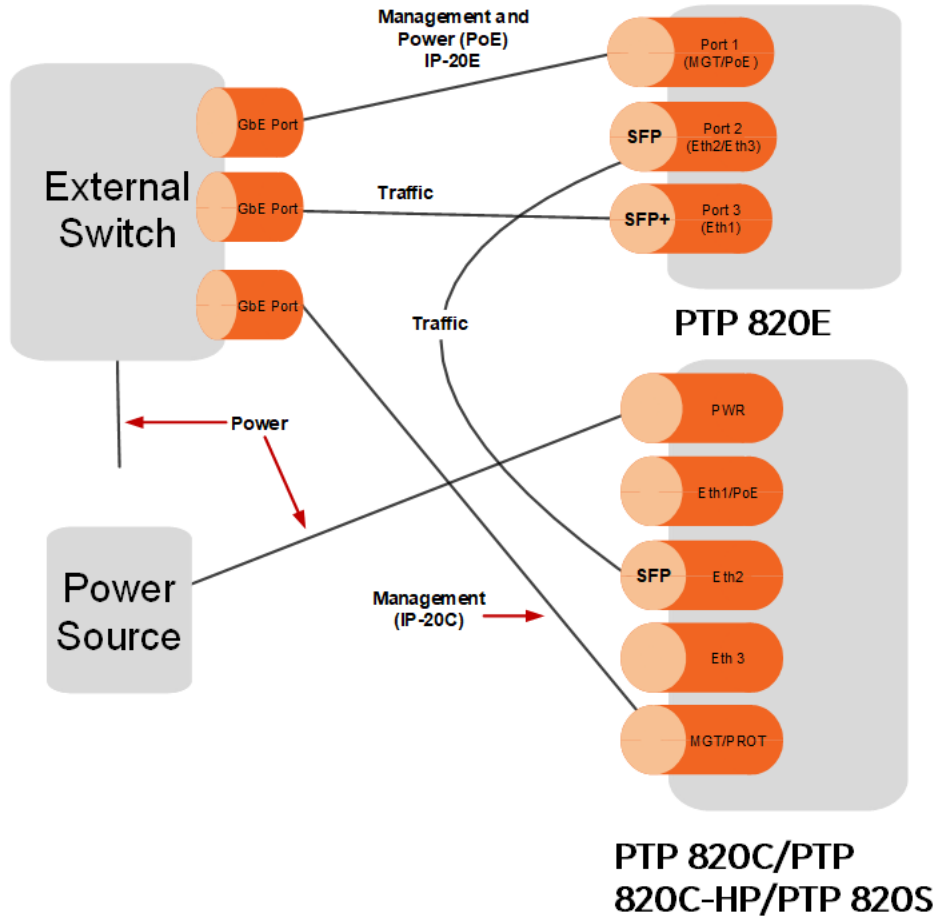 Management and
Power (PoE)
IP-20E
Port 1
(MGT/PoE)
GbE Port
SFP
Port 2
(Eth2/Eth3)
External
Switch
GbE Port
Traffic
SFP+
Port 3
(Eth1)
GbE Port
Traffic
PTP 820E
Power
PWR
Eth1/PoE
Power
Source
SFP
Eth2
Management
(IP-20C)
Eth 3
MGT/PROT
PTP 820C/PTP
820C-HP/PTP 820S